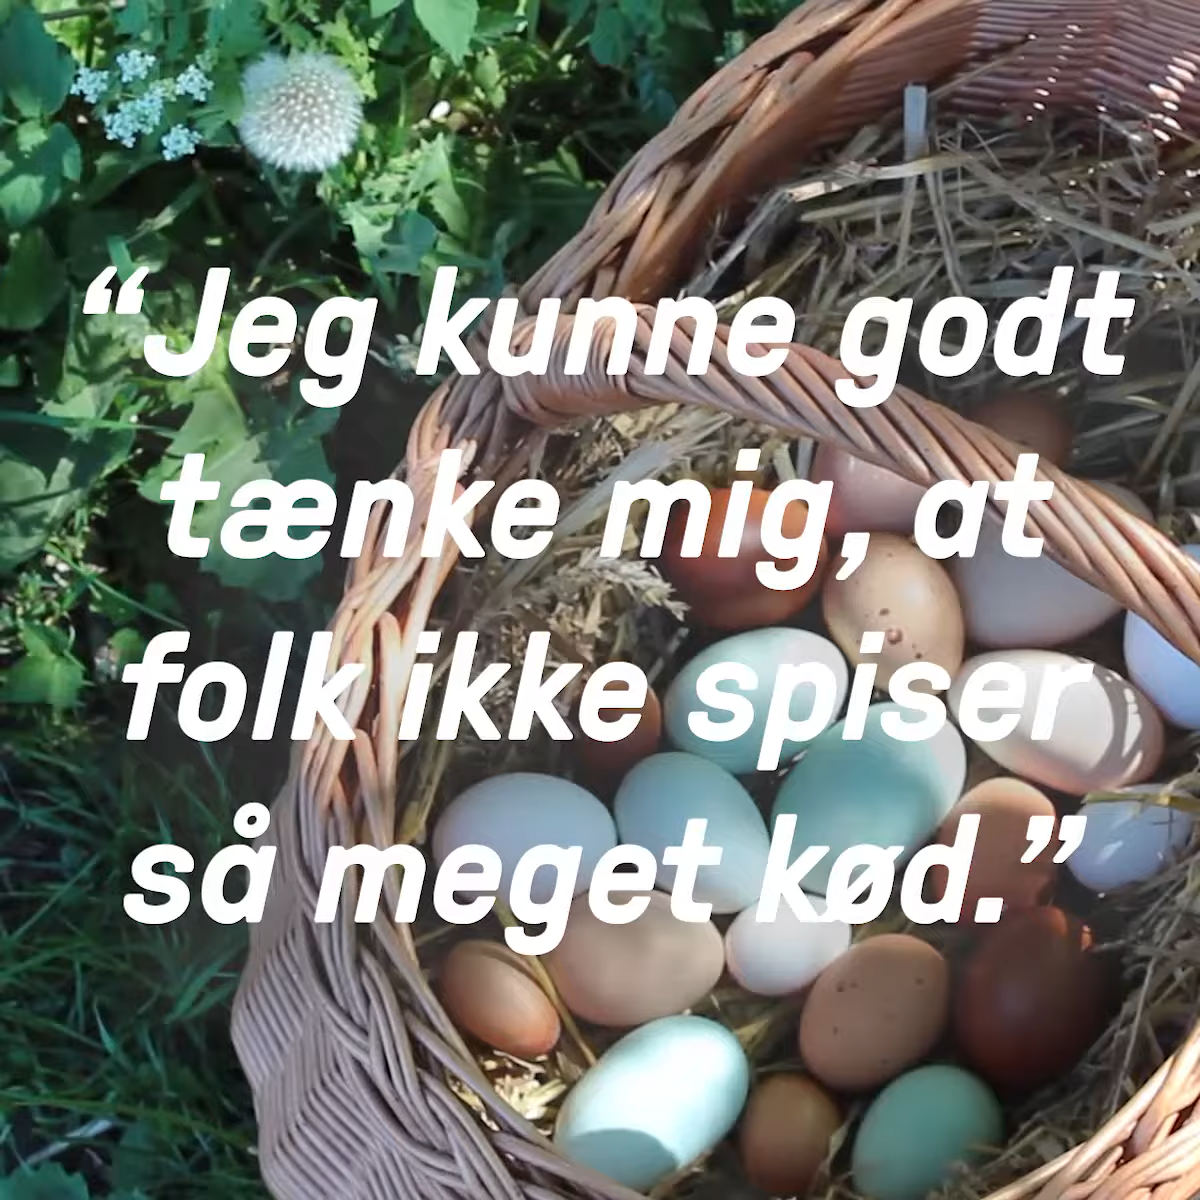 “Jeg kunne godt
tænke mig, at
folk ikke spiser
så meget kød.”